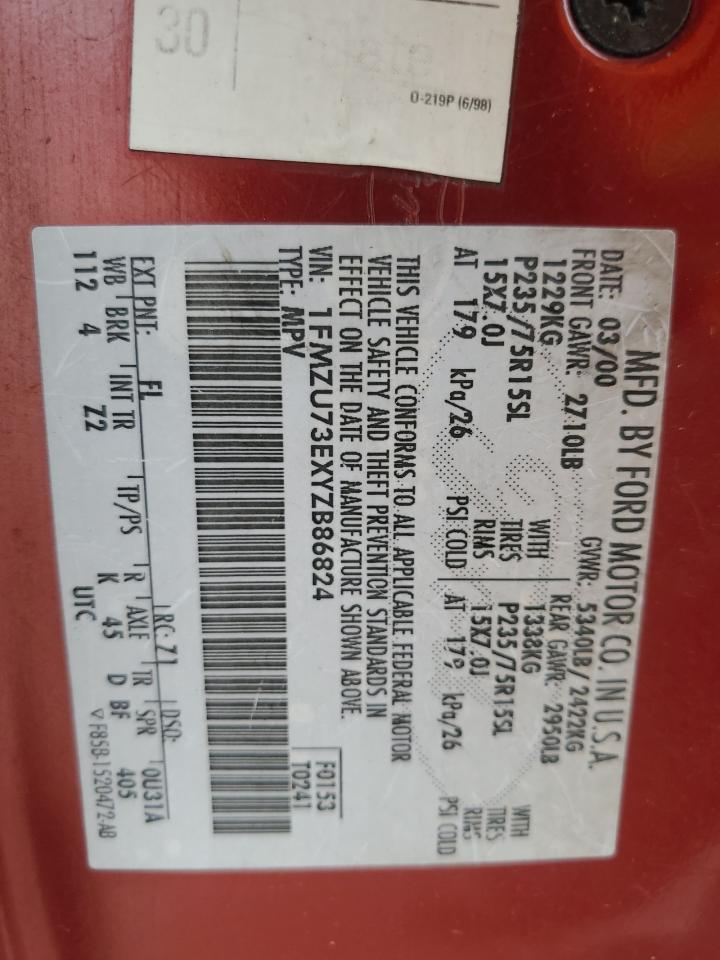 30
0-219P (6/98)
MFD. BY FORD MOTOR CO. IN U.S.A.
DATE: 03/00 GVWR: 5340LB/ 2422KG
FRONT GAWR: 2710LB REAR GAWR: 2950LB
1229KG WITH 1338KG WITH
P235/75R15SL TIRES P235/75R15SL TIRES
15X7.0J RIMS 15X7.0J RIMS
AT 179 kPa/26 PSI COLD AT 179 kPa/26 PSI COLD
THIS VEHICLE CONFORMS TO ALL APPLICABLE FEDERAL MOTOR
VEHICLE SAFETY AND THEFT PREVENTION STANDARDS IN
EFFECT ON THE DATE OF MANUFACTURE SHOWN ABOVE.
VIN: 1FMZU73EXYZB86824 F0153
TYPE: MPV T0241
EXT PNT: FL RC: Z1 DSO: 0U31A
WB BRK INT TR TP/PS R AXLE TR SPR
112 4 Z2 K 45 D BF 405
UTC ▽ F85B-1520472-AB